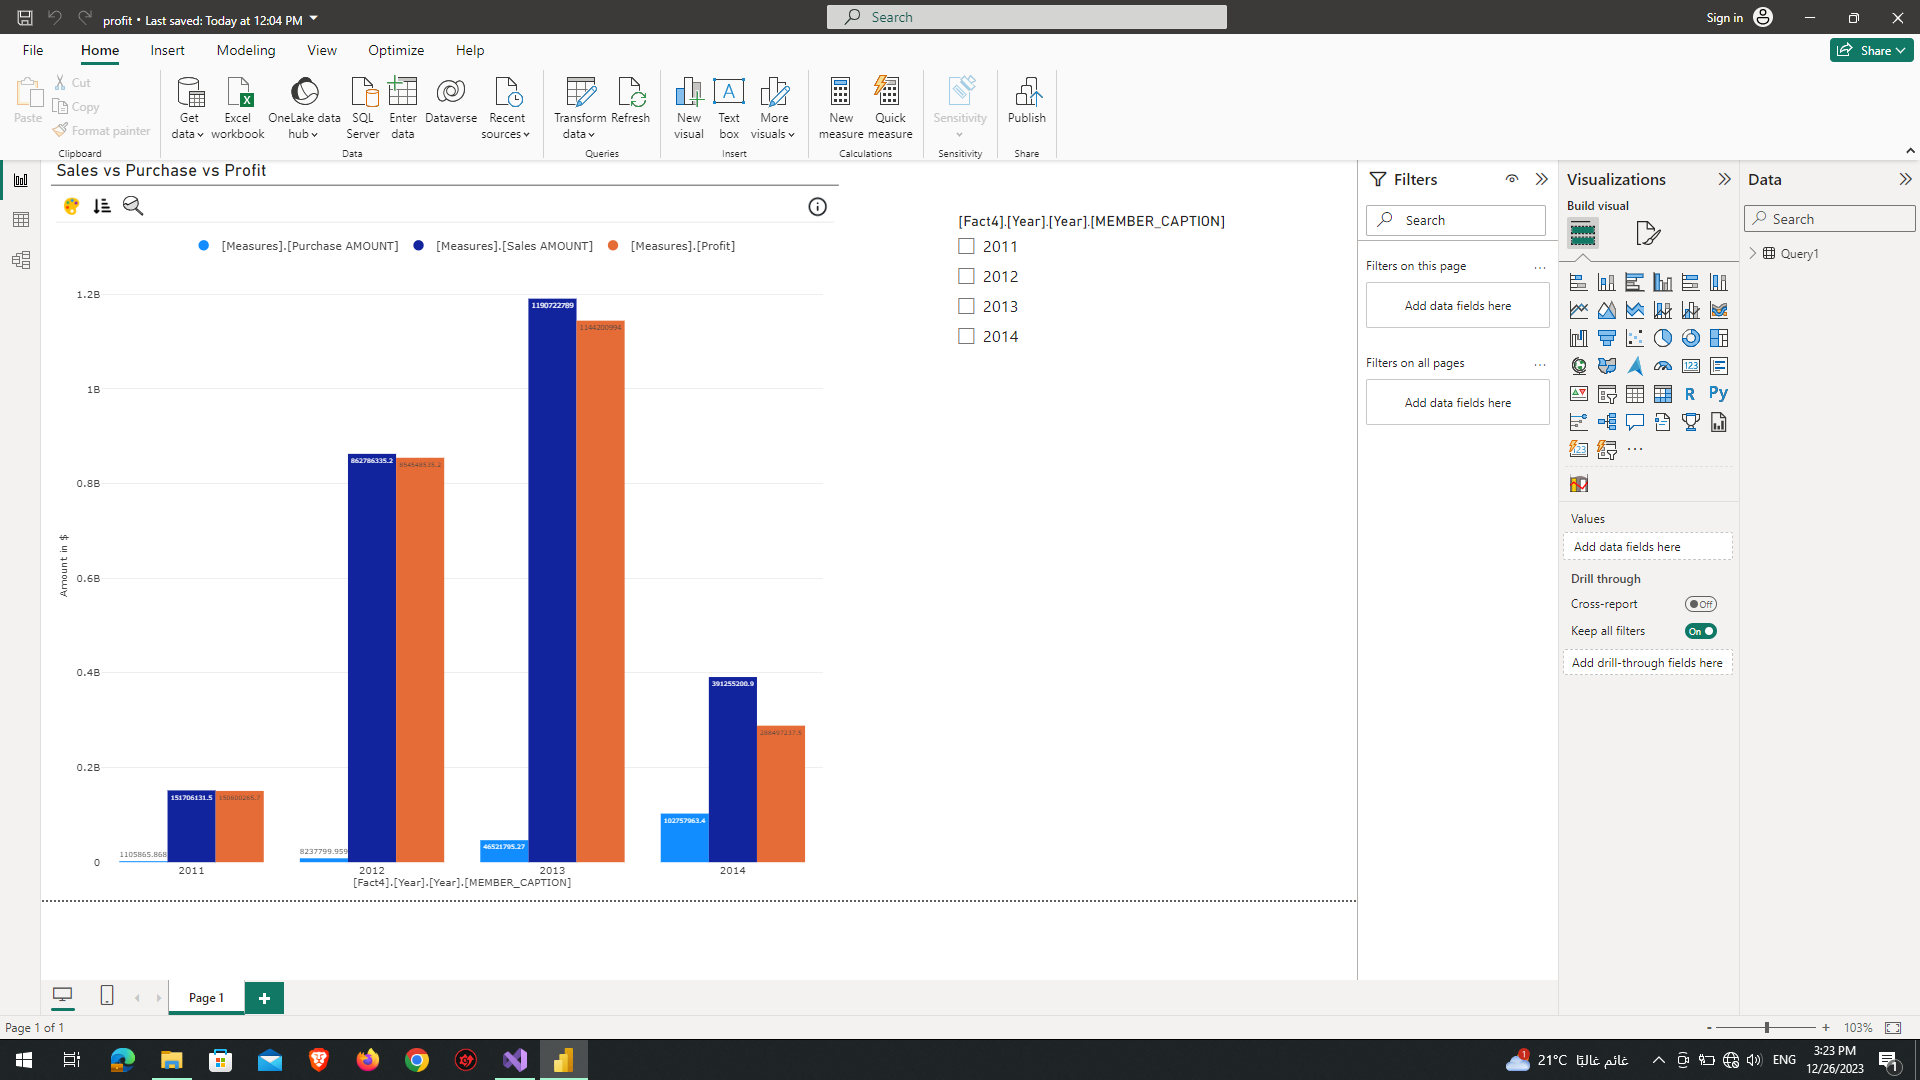 profit • Last saved: Today at 12:04 PM
Search
Sign in
File Home Insert Modeling View Optimize Help
Share
Paste
Cut
Copy
Format painter
Clipboard
Get data
Excel workbook
OneLake data hub
SQL Server
Enter data
Dataverse
Recent sources
Data
Transform data
Refresh
Queries
New visual
Text box
More visuals
Insert
New measure
Quick measure
Calculations
Sensitivity
Sensitivity
Publish
Share
Sales vs Purchase vs Profit
[Measures].[Purchase AMOUNT] [Measures].[Sales AMOUNT] [Measures].[Profit]
1.2B
1B
0.8B
0.6B
0.4B
0.2B
0
Amount in $
1105865.868
151706131.5
150600265.7
8237799.959
862786335.2
854548535.2
46521795.27
1190722789
1144200994
102757963.4
391255200.9
288497237.5
2011 2012 2013 2014
[Fact4].[Year].[Year].[MEMBER_CAPTION]
[Fact4].[Year].[Year].[MEMBER_CAPTION]
2011
2012
2013
2014
Filters
Search
Filters on this page
...
Add data fields here
Filters on all pages
...
Add data fields here
Visualizations
Build visual
123
R
Py
123
...
Values
Add data fields here
Drill through
Cross-report
Off
Keep all filters
On
Add drill-through fields here
Data
Search
Query1
Page 1
Page 1 of 1
- + 103%
1
21°C غائم غالبًا
ENG
3:23 PM
12/26/2023
1